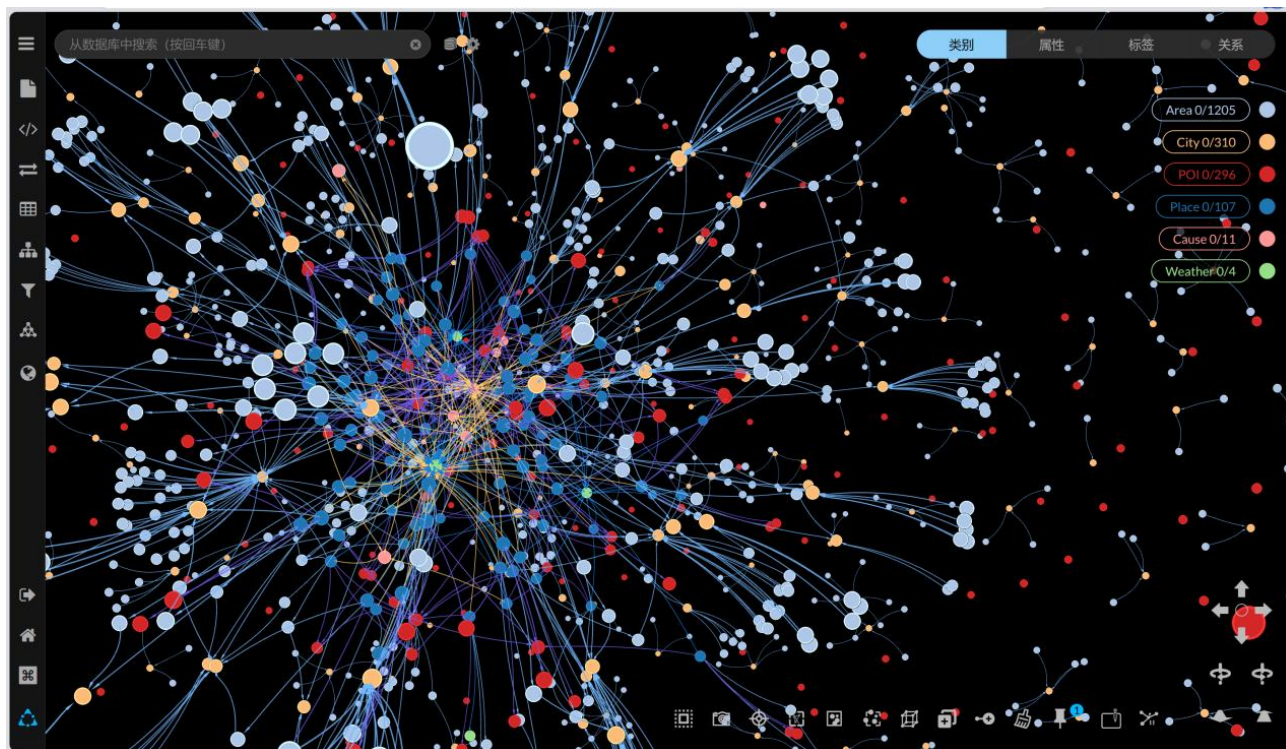 从数据库中搜索（按回车键）
类别 属性 标签 关系
Area 0/1205
City 0/310
POI 0/296
Place 0/107
Cause 0/11
Weather 0/4
1